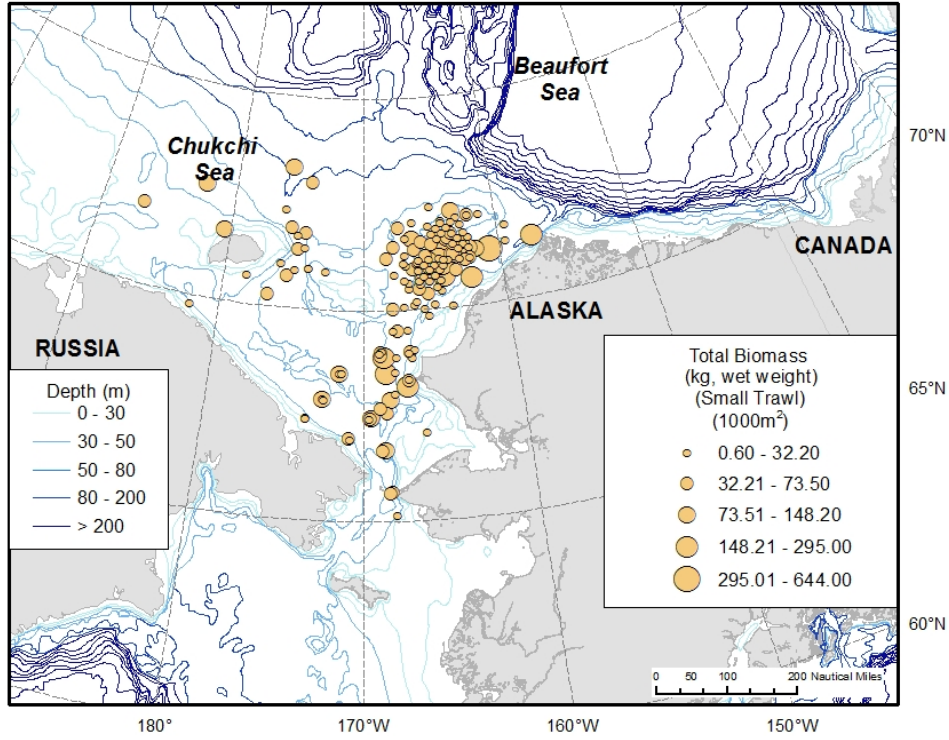 Beaufort
Sea
Chukchi
Sea
70°N
CANADA
ALASKA
RUSSIA
Depth (m)
0 - 30
30 - 50
50 - 80
80 - 200
> 200
Total Biomass
(kg, wet weight)
(Small Trawl)
(1000m²)
0.60 - 32.20
32.21 - 73.50
73.51 - 148.20
148.21 - 295.00
295.01 - 644.00
65°N
60°N
0 50 100 200 Nautical Miles
180° 170°W 160°W 150°W